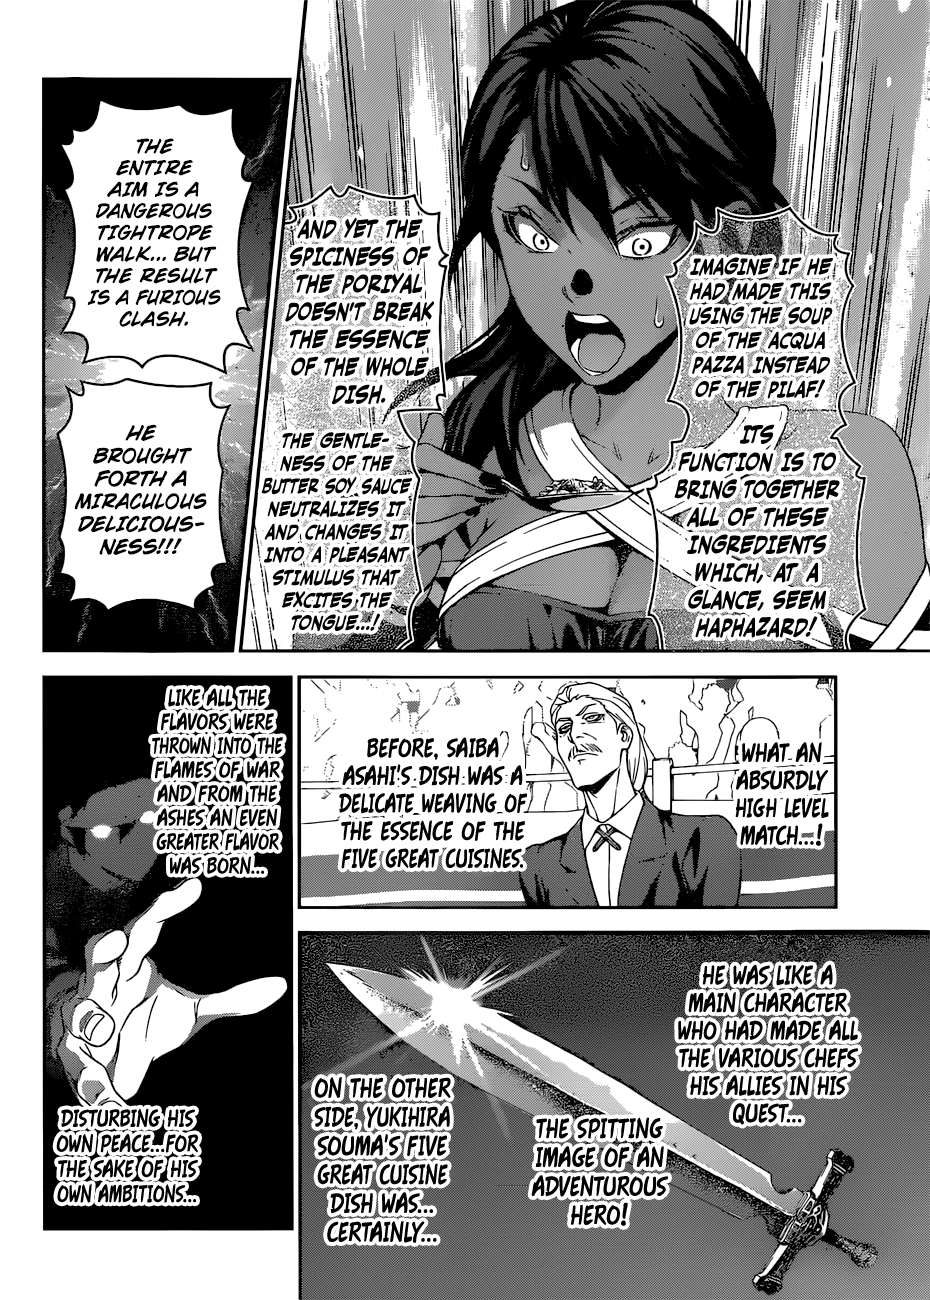 IMAGINE IF HE
HAD MADE THIS
USING THE SOUP
OF THE ACQUA
PAZZA INSTEAD
OF THE PILAF!
ITS
FUNCTION IS TO
BRING TOGETHER
ALL OF THESE
INGREDIENTS
WHICH, AT A
GLANCE, SEEM
HAPHAZARD!
AND YET THE
SPICINESS OF
THE PORIYAL
DOESN'T BREAK
THE ESSENCE
OF THE WHOLE
DISH.
THE GENTLE-
NESS OF THE
BUTTER SOY SAUCE
NEUTRALIZES IT
AND CHANGES IT
INTO A PLEASANT
STIMULUS THAT
EXCITES THE
TONGUE...!
THE
ENTIRE
AIM IS A
DANGEROUS
TIGHTROPE
WALK... BUT
THE RESULT
IS A FURIOUS
CLASH.
HE
BROUGHT
FORTH A
MIRACULOUS
DELICIOUS-
NESS!!!
WHAT AN
ABSURDLY
HIGH LEVEL
MATCH...!
BEFORE, SAIBA
ASAHI'S DISH WAS A
DELICATE WEAVING OF
THE ESSENCE OF THE
FIVE GREAT CUISINES.
HE WAS LIKE A
MAIN CHARACTER
WHO HAD MADE ALL
THE VARIOUS CHEFS
HIS ALLIES IN HIS
QUEST...
THE SPITTING
IMAGE OF AN
ADVENTUROUS
HERO!
ON THE OTHER
SIDE, YUKIHIRA
SOUMA'S FIVE
GREAT CUISINE
DISH WAS...
CERTAINLY...
LIKE ALL THE
FLAVORS WERE
THROWN INTO THE
FLAMES OF WAR
AND FROM THE
ASHES AN EVEN
GREATER FLAVOR
WAS BORN...
DISTURBING HIS
OWN PEACE...FOR
THE SAKE OF HIS
OWN AMBITIONS...